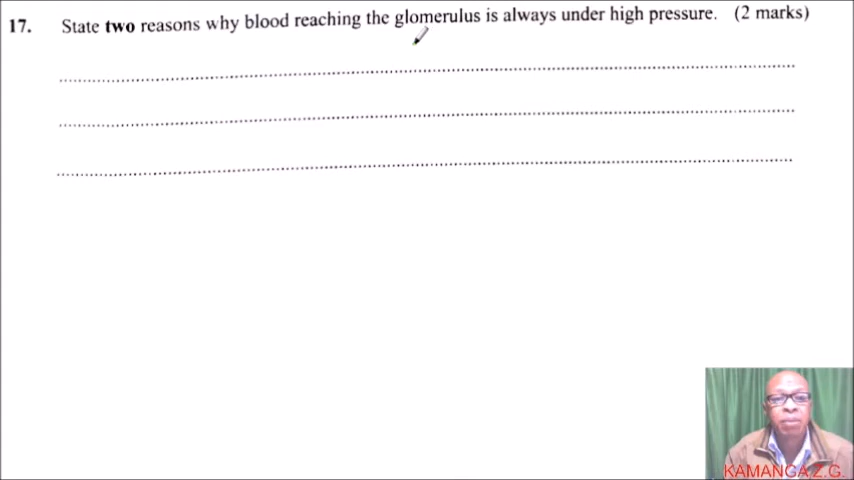 17. State two reasons why blood reaching the glomerulus is always under high pressure. (2 marks)
KAMANGA Z.G.